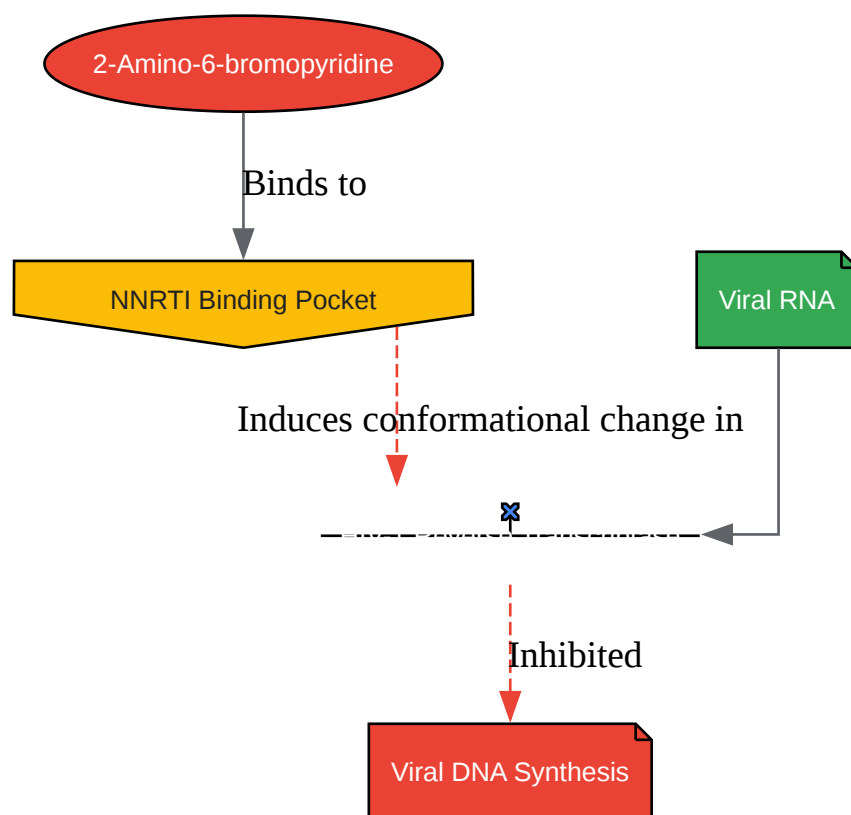 2-Amino-6-bromopyridine
Binds to
NNRTI Binding Pocket
Viral RNA
Induces conformational change in
Inhibited
Viral DNA Synthesis